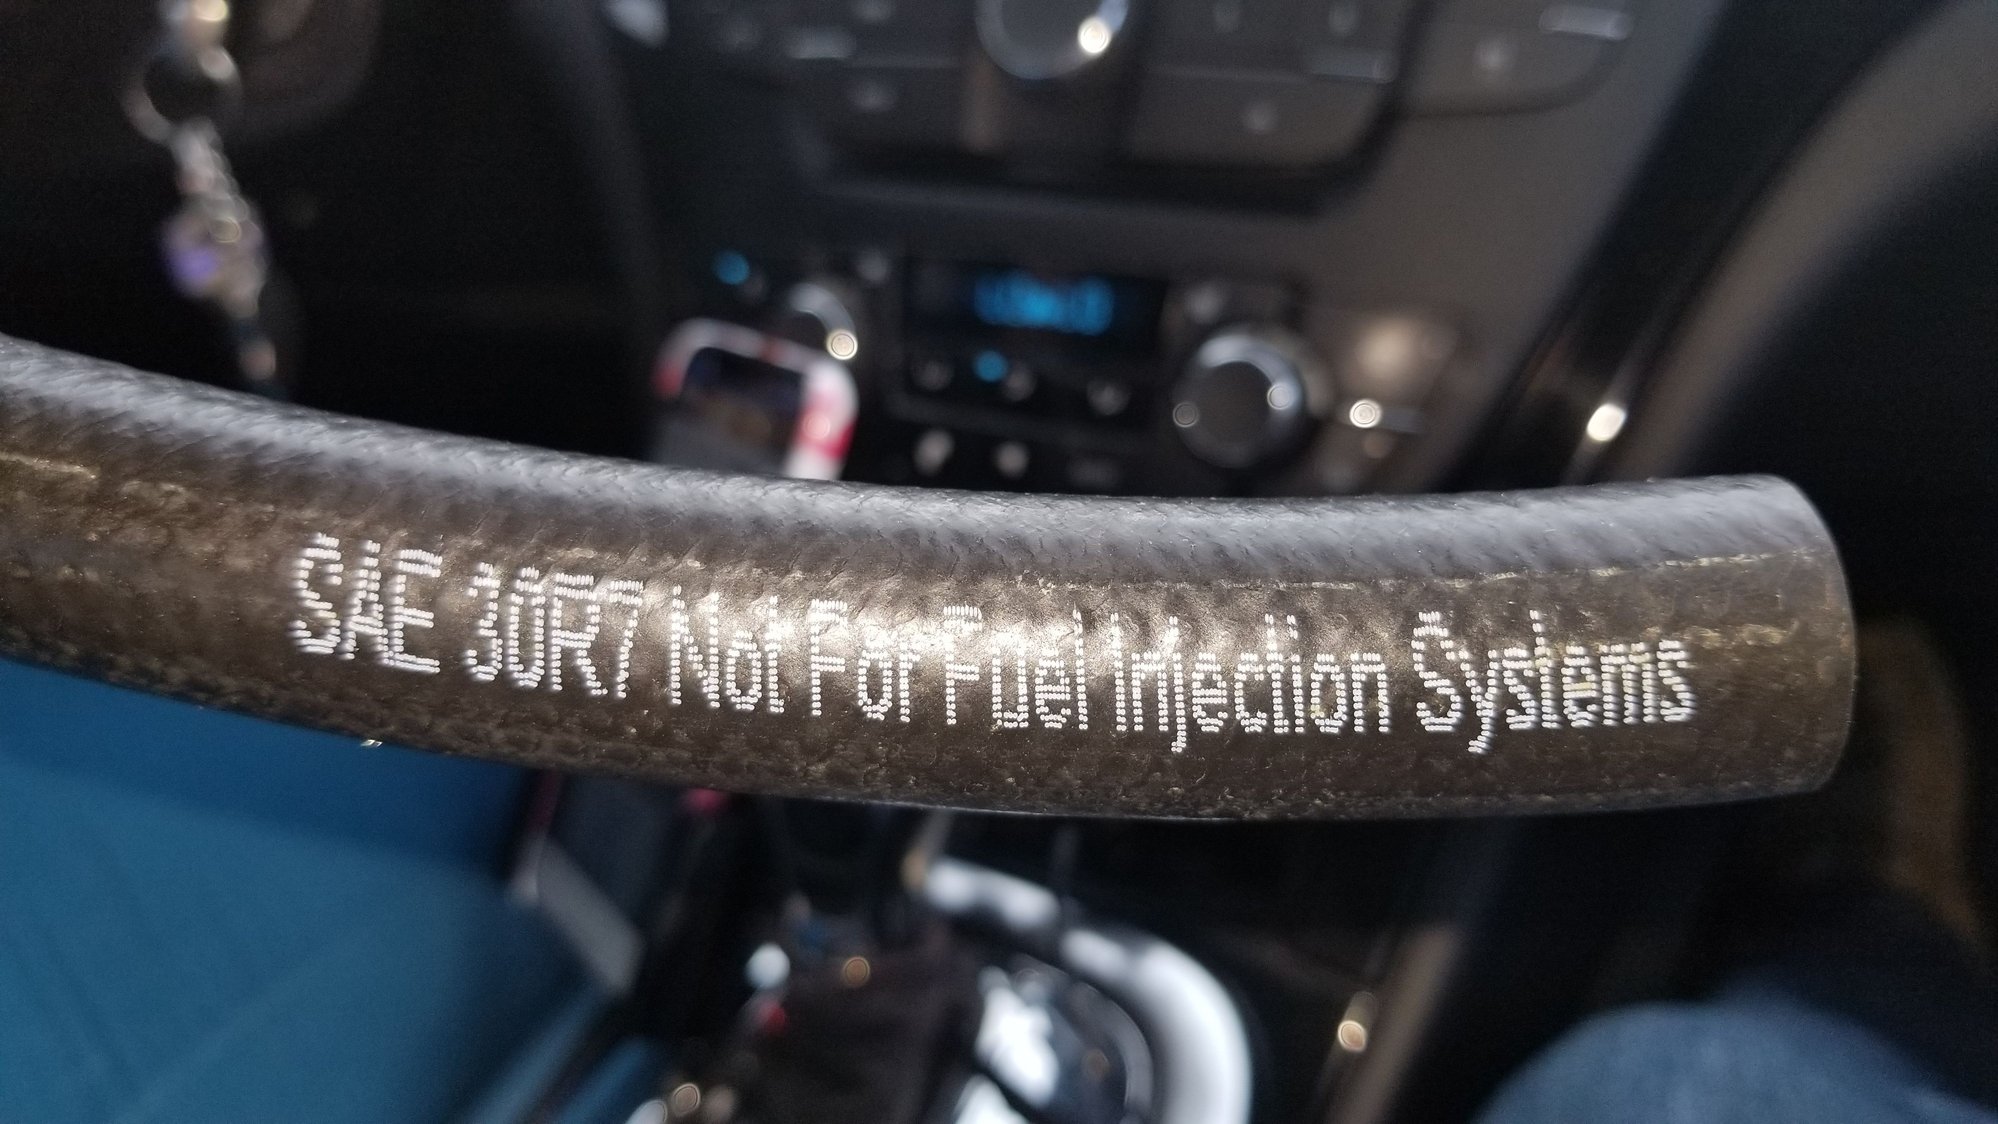 SAE 30R7 Not For Fuel Injection Systems